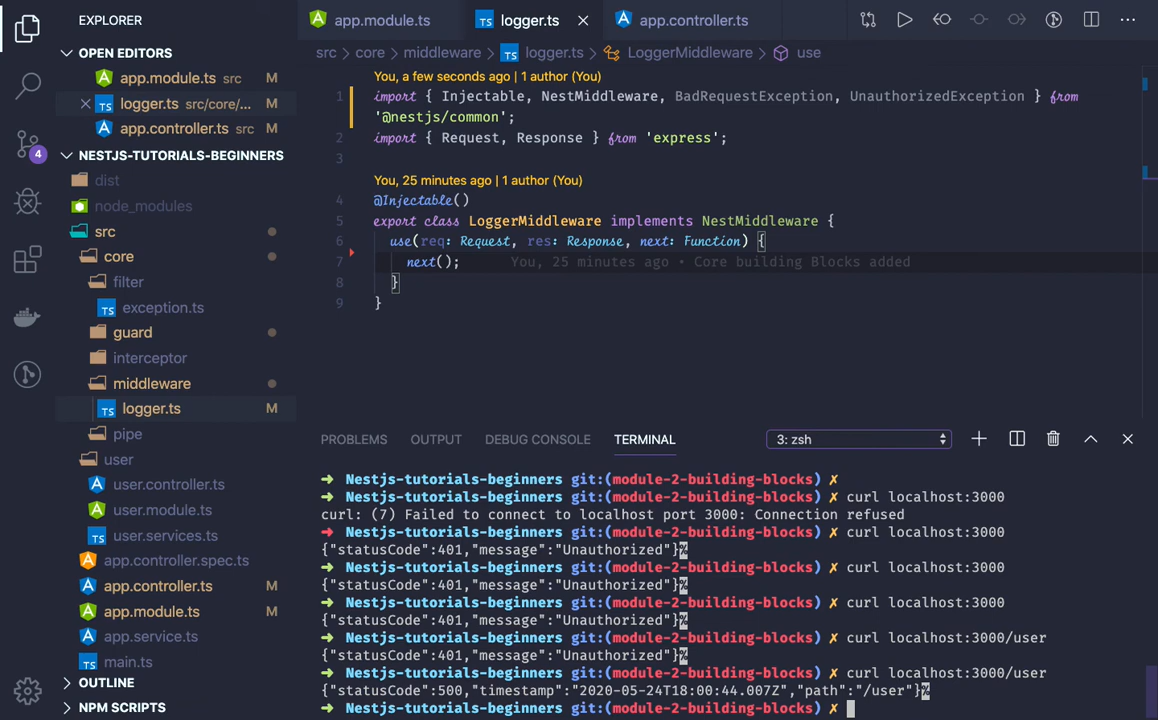 EXPLORER
OPEN EDITORS
app.module.ts src M
TS logger.ts src/core/... M
app.controller.ts src M
NESTJS-TUTORIALS-BEGINNERS
dist
node_modules
src
core
filter
TS exception.ts
guard
interceptor
middleware
TS logger.ts M
pipe
user
user.controller.ts
user.module.ts
TS user.services.ts
app.controller.spec.ts
app.controller.ts M
app.module.ts M
app.service.ts
TS main.ts
OUTLINE
NPM SCRIPTS
4
app.module.ts TS logger.ts app.controller.ts
src > core > middleware > TS logger.ts > LoggerMiddleware > use
You, a few seconds ago | 1 author (You)
1 import { Injectable, NestMiddleware, BadRequestException, UnauthorizedException } from
'@nestjs/common';
2 import { Request, Response } from 'express';
3
You, 25 minutes ago | 1 author (You)
4 @Injectable()
5 export class LoggerMiddleware implements NestMiddleware {
6 use(req: Request, res: Response, next: Function) {
7 next(); You, 25 minutes ago • Core building Blocks added
8 }
9 }
PROBLEMS OUTPUT DEBUG CONSOLE TERMINAL 3: zsh
➜ Nestjs-tutorials-beginners git:(module-2-building-blocks) ✗
➜ Nestjs-tutorials-beginners git:(module-2-building-blocks) ✗ curl localhost:3000
curl: (7) Failed to connect to localhost port 3000: Connection refused
➜ Nestjs-tutorials-beginners git:(module-2-building-blocks) ✗ curl localhost:3000
{"statusCode":401,"message":"Unauthorized"}%
➜ Nestjs-tutorials-beginners git:(module-2-building-blocks) ✗ curl localhost:3000
{"statusCode":401,"message":"Unauthorized"}%
➜ Nestjs-tutorials-beginners git:(module-2-building-blocks) ✗ curl localhost:3000
{"statusCode":401,"message":"Unauthorized"}%
➜ Nestjs-tutorials-beginners git:(module-2-building-blocks) ✗ curl localhost:3000/user
{"statusCode":401,"message":"Unauthorized"}%
➜ Nestjs-tutorials-beginners git:(module-2-building-blocks) ✗ curl localhost:3000/user
{"statusCode":500,"timestamp":"2020-05-24T18:00:44.007Z","path":"/user"}%
➜ Nestjs-tutorials-beginners git:(module-2-building-blocks) ✗